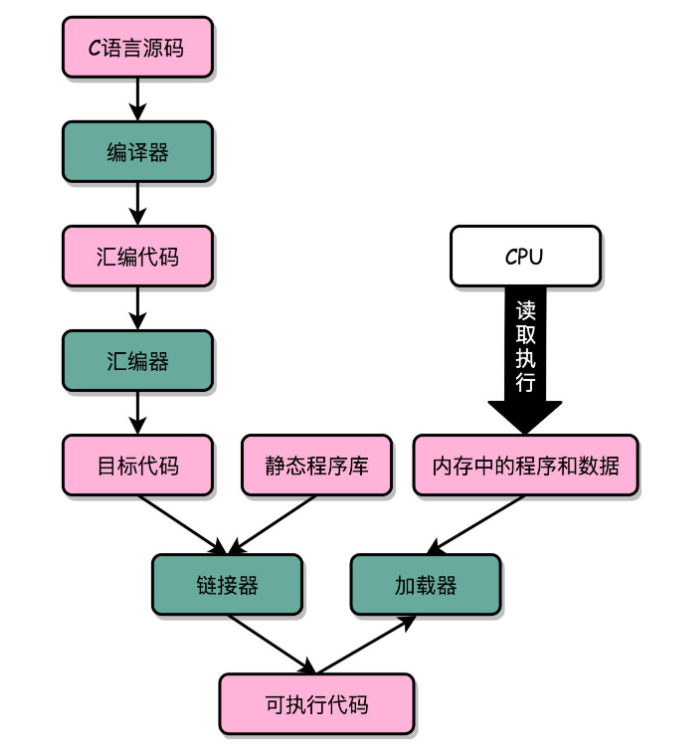 C语言源码
编译器
汇编代码
CPU
读取执行
汇编器
目标代码
静态程序库
内存中的程序和数据
链接器
加载器
可执行代码